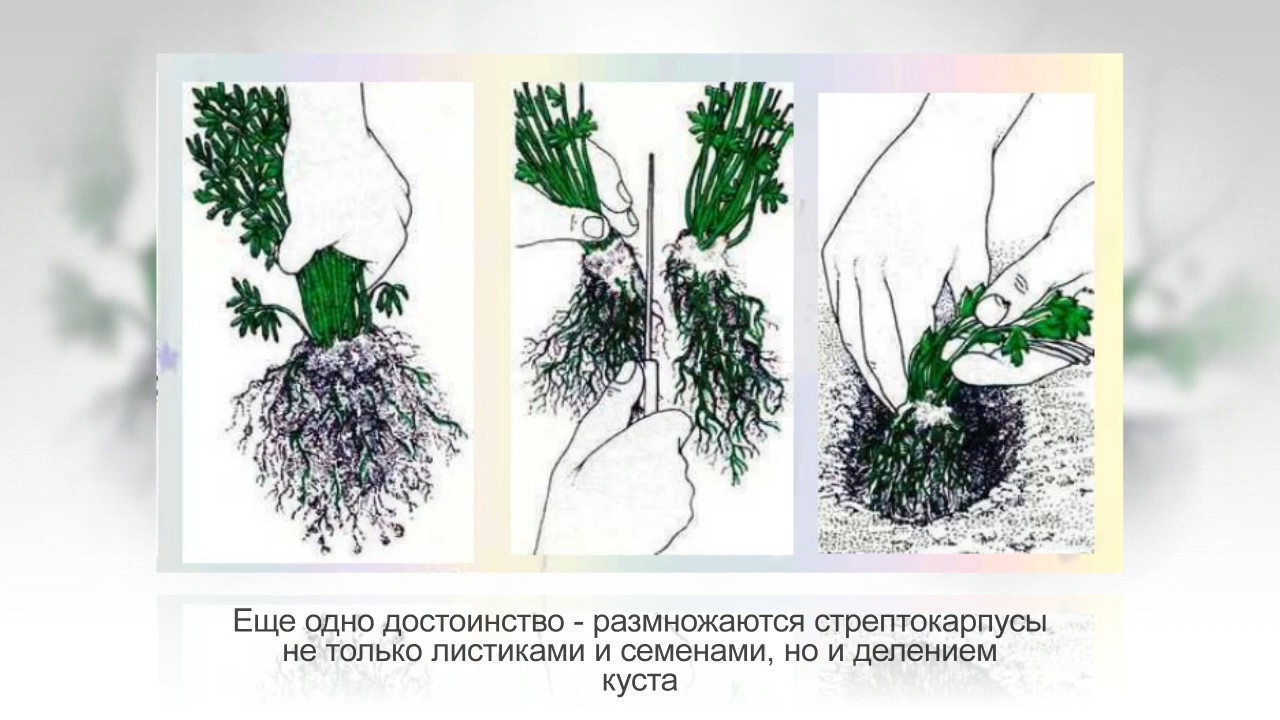 Еще одно достоинство - размножаются стрептокарпусы
не только листиками и семенами, но и делением
куста